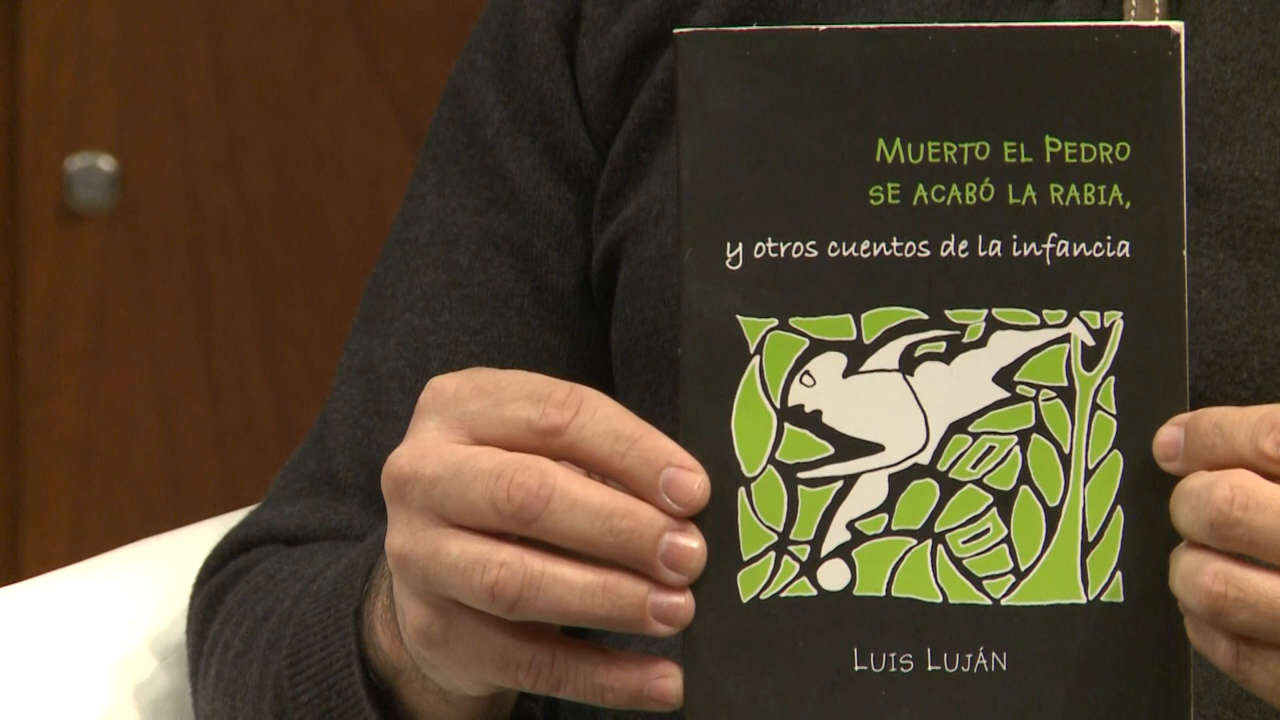 MUERTO EL PEDRO
SE ACABÓ LA RABIA,
y otros cuentos de la infancia
LUIS LUJÁN